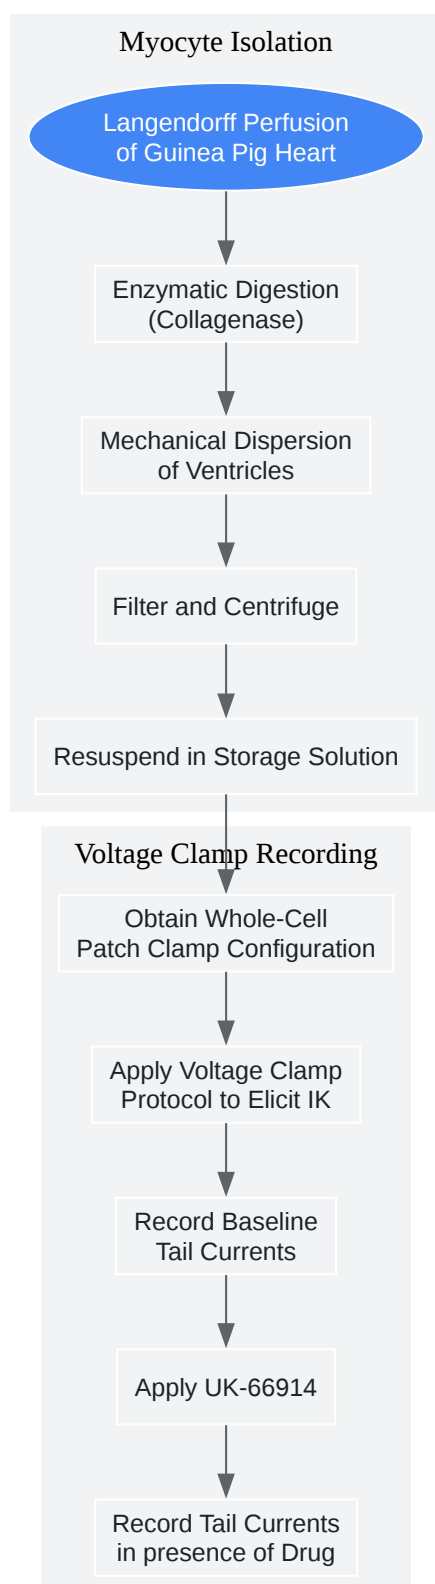 Myocyte Isolation
Langendorff Perfusion
of Guinea Pig Heart
Enzymatic Digestion
(Collagenase)
Mechanical Dispersion
of Ventricles
Filter and Centrifuge
Resuspend in Storage Solution
Voltage Clamp Recording
Obtain Whole-Cell
Patch Clamp Configuration
Apply Voltage Clamp
Protocol to Elicit IK
Record Baseline
Tail Currents
Apply UK-66914
Record Tail Currents
in presence of Drug